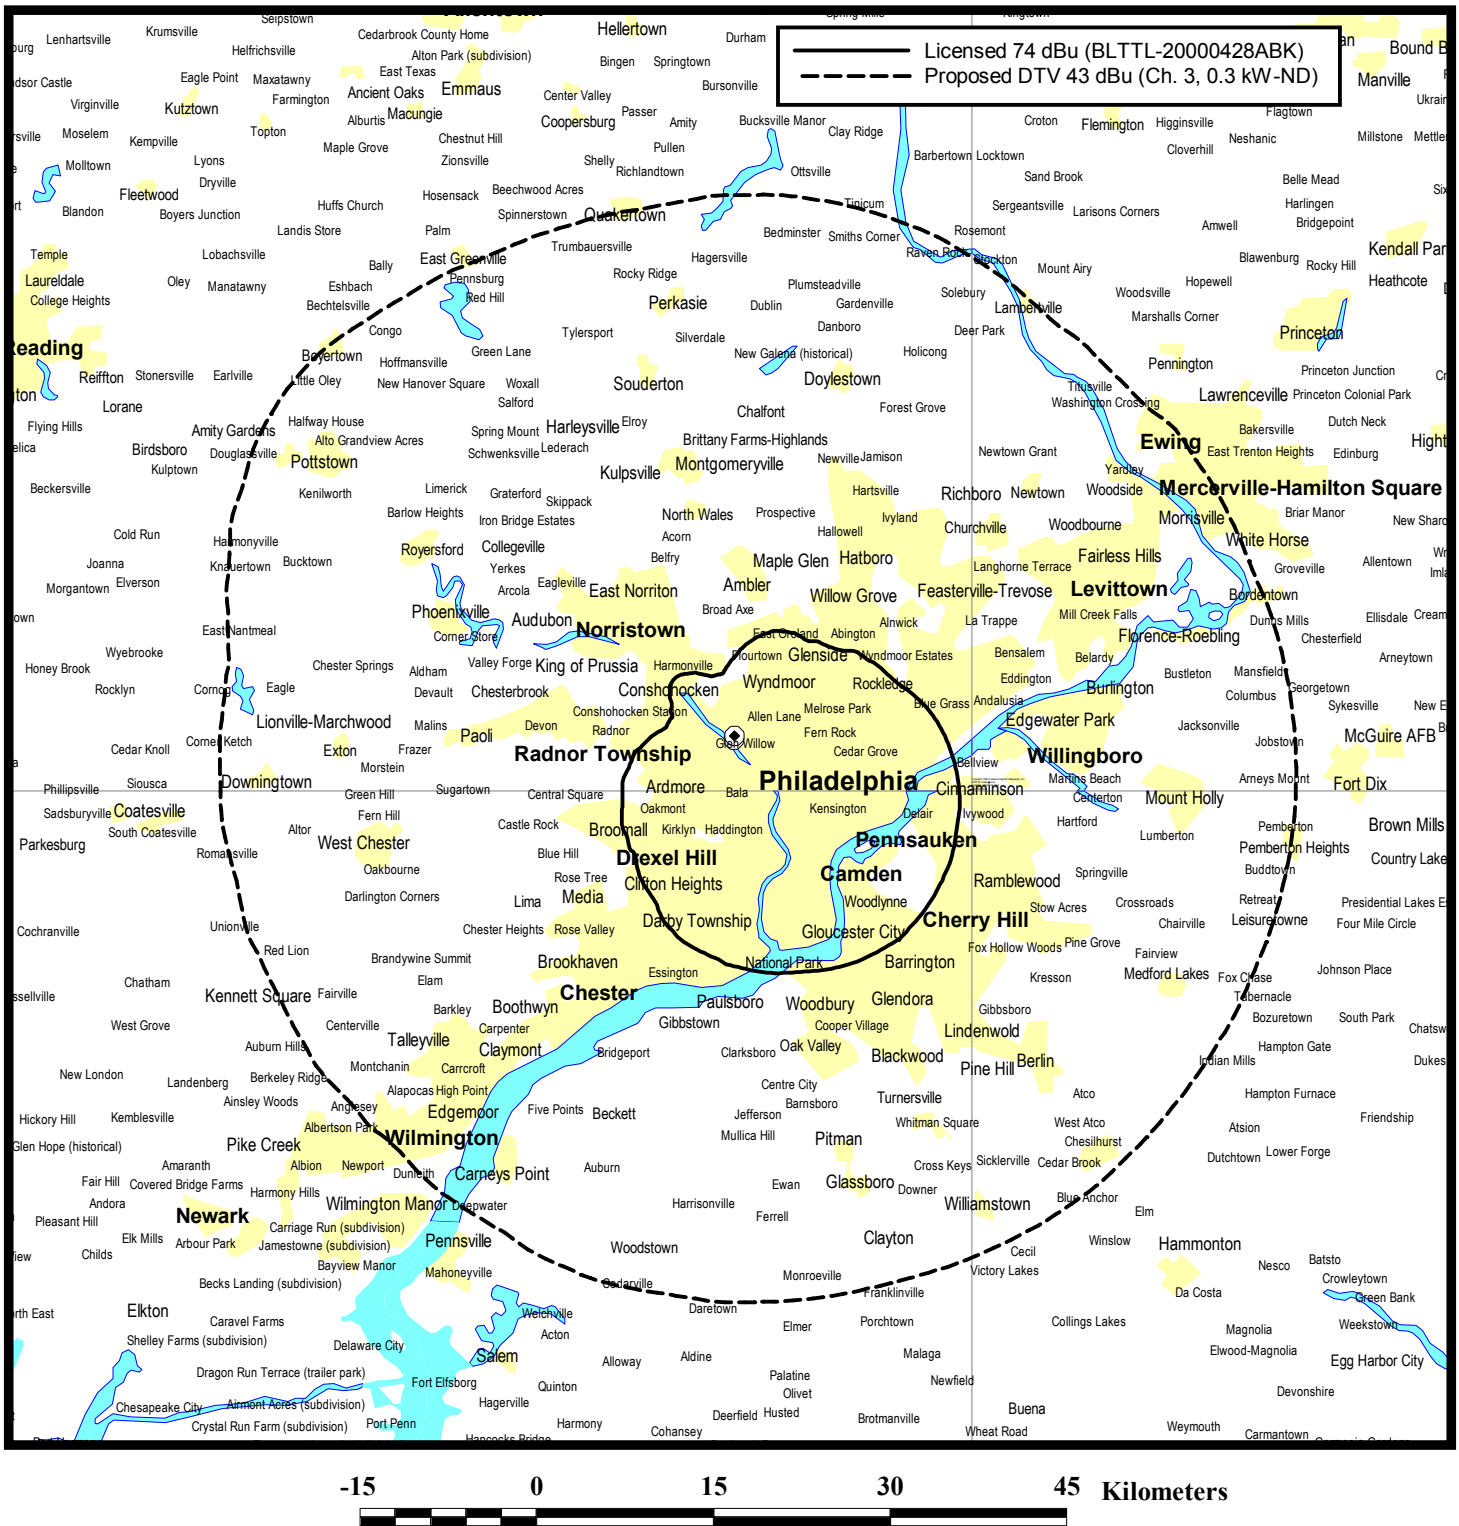 Licensed 74 dBu (BLTTL-20000428ABK)
Proposed DTV 43 dBu (Ch. 3, 0.3 kW-ND)
Seipstown
Krumsville
Lenhartsville
Helfrichsville
Cedarbrook County Home
Alton Park (subdivision)
Hellertown
Durham
Bingen
Springtown
Bursonville
Eagle Point
Maxatawny
East Texas
Ancient Oaks
Emmaus
Virginville
Kutztown
Farmington
Macungie
Center Valley
Passer
Coopersburg
Amity
Bucksville Manor
Clay Ridge
Croton
Flemington
Higginsville
Flagtown
Manville
Moselem
Kempville
Topton
Alburtis
Maple Grove
Chestnut Hill
Zionsville
Shelly
Pullen
Richlandtown
Ottsville
Barbertown
Locktown
Cloverhill
Neshanic
Millstone
Molltown
Lyons
Dryville
Fleetwood
Blandon
Boyers Junction
Huffs Church
Hosensack
Beechwood Acres
Spinnerstown
Quakertown
Tinicum
Sand Brook
Sergeantsville
Larisons Corners
Belle Mead
Harlingen
Bridgepoint
Amwell
Landis Store
Palm
Trumbauersville
Bedminster
Smiths Corner
Rosemont
Raven Rock
Stockton
Temple
Lobachsville
Bally
East Greenville
Pennsburg
Red Hill
Rocky Ridge
Hagersville
Mount Airy
Blawenburg
Rocky Hill
Kendall Par
Heathcote
Laureldale
College Heights
Oley
Manatawny
Eshbach
Bechtelsville
Perkasie
Dublin
Plumsteadville
Gardenville
Danboro
Solebury
Lambertville
Woodsville
Hopewell
Marshalls Corner
Princeton
Congo
Tylersport
Silverdale
Deer Park
Reading
Boyertown
Hoffmansville
Green Lane
New Galena (historical)
Holicong
Pennington
Reiffton
Stonersville
Earlville
Little Oley
New Hanover Square
Woxall
Salford
Souderton
Doylestown
Titusville
Washington Crossing
Lawrenceville
Princeton Junction
Princeton Colonial Park
Lorane
Flying Hills
Amity Gardens
Halfway House
Alto Grandview Acres
Spring Mount
Harleysville
Elroy
Chalfont
Forest Grove
Dutch Neck
Bakersville
Birdsboro
Douglassville
Kulptown
Pottstown
Schwenksville
Lederach
Brittany Farms-Highlands
Montgomeryville
Kulpsville
Newville
Jamison
Newtown Grant
Ewing
East Trenton Heights
Edinburg
Yardley
Beckersville
Kenilworth
Limerick
Graterford
Skippack
Hartsville
Richboro
Newtown
Woodside
Mercerville-Hamilton Square
Barlow Heights
Iron Bridge Estates
North Wales
Prospective
Ivyland
Hallowell
Churchville
Woodbourne
Morrisville
Briar Manor
Cold Run
Harmonyville
Knauertown
Bucktown
Royersford
Collegeville
Yerkes
Acorn
Belfry
Maple Glen
Hatboro
Langhorne Terrace
Fairless Hills
White Horse
Groveville
Allentown
Joanna
Morgantown
Elverson
Arcola
Eagleville
East Norriton
Ambler
Willow Grove
Feasterville-Trevose
Levittown
Bordentown
Phoenixville
Audubon
Broad Axe
Mill Creek Falls
East Nantmeal
Corner Store
Norristown
East Oreland
Abington
Alnwick
La Trappe
Florence-Roebling
Dunns Mills
Ellisdale
Chesterfield
Wyebrooke
Honey Brook
Chester Springs
Aldham
Valley Forge
King of Prussia
Harmonville
Flourtown
Glenside
Wyndmoor Estates
Bensalem
Belardy
Arneytown
Rocklyn
Cornog
Eagle
Devault
Chesterbrook
Conshohocken
Wyndmoor
Rockledge
Eddington
Burlington
Bustleton
Mansfield
Georgetown
Columbus
Sykesville
Lionville-Marchwood
Malins
Devon
Conshohocken Station
Radnor
Allen Lane
Melrose Park
Blue Grass
Andalusia
Edgewater Park
Jacksonville
Jobstown
McGuire AFB
Cedar Knoll
Corner Ketch
Exton
Frazer
Paoli
Radnor Township
Glen Willow
Fern Rock
Cedar Grove
Bellview
Willingboro
Morstein
Siousca
Downingtown
Phillipsville
Green Hill
Sugartown
Central Square
Ardmore
Bala
Philadelphia
Cinnaminson
Martins Beach
Centerton
Mount Holly
Arneys Mount
Fort Dix
Sadsburyville
Coatesville
South Coatesville
Fern Hill
Castle Rock
Oakmont
Kensington
Delair
Ivywood
Hartford
Pemberton
Brown Mills
Parkesburg
Altor
West Chester
Romansville
Broomall
Kirklyn
Haddington
Pennsauken
Lumberton
Pemberton Heights
Country Lake
Oakbourne
Blue Hill
Drexel Hill
Rose Tree
Clifton Heights
Camden
Ramblewood
Springville
Buddtown
Darlington Corners
Lima
Media
Woodlynne
Stow Acres
Crossroads
Retreat
Leisuretowne
Cochranville
Unionville
Chester Heights
Rose Valley
Darby Township
Gloucester City
Cherry Hill
Chairville
Four Mile Circle
Red Lion
Brandywine Summit
Brookhaven
National Park
Barrington
Fox Hollow Woods
Pine Grove
Fairview
Medford Lakes
Fox Chase
Johnson Place
Chatham
Elam
Essington
Kresson
Kennett Square
Fairville
Chester
Paulsboro
Woodbury
Glendora
Tabernacle
West Grove
Centerville
Barkley
Boothwyn
Gibbsboro
Bozuretown
South Park
Talleyville
Carpenter
Gibbstown
Cooper Village
Lindenwold
Auburn Hills
Claymont
Bridgeport
Clarksboro
Oak Valley
Blackwood
Berlin
Hampton Gate
Indian Mills
New London
Landenberg
Berkeley Ridge
Montchanin
Carrcroft
Pine Hill
Alapocas
High Point
Centre City
Barnsboro
Turnersville
Atco
Hampton Furnace
Hickory Hill
Kemblesville
Ainsley Woods
Anglesey
Edgemoor
Five Points
Beckett
Jefferson
Whitman Square
West Atco
Friendship
Glen Hope (historical)
Albertson Park
Wilmington
Mullica Hill
Pitman
Chesilhurst
Atsion
Pike Creek
Amaranth
Albion
Newport
Dunleith
Carneys Point
Auburn
Cross Keys
Sicklerville
Cedar Brook
Dutchtown
Lower Forge
Fair Hill
Covered Bridge Farms
Harmony Hills
Ewan
Glassboro
Downer
Andora
Wilmington Manor
Deepwater
Harrisonville
Williamstown
Blue Anchor
Pleasant Hill
Newark
Carriage Run (subdivision)
Ferrell
Elm
Elk Mills
Arbour Park
Jamestowne (subdivision)
Pennsville
Woodstown
Clayton
Cecil
Winslow
Hammonton
Childs
Bayview Manor
Mahoneyville
Victory Lakes
Nesco
Batsto
Becks Landing (subdivision)
Cedarville
Monroeville
Franklinville
Da Costa
Crowleytown
Green Bank
Elkton
Caravel Farms
Weichville
Daretown
Elmer
Porchtown
Collings Lakes
Magnolia
Weekstown
Shelley Farms (subdivision)
Delaware City
Acton
Salem
Alloway
Aldine
Malaga
Elwood-Magnolia
Egg Harbor City
Dragon Run Terrace (trailer park)
Fort Elfsborg
Quinton
Palatine
Newfield
Olivet
Devonshire
Chesapeake City
Airmont Acres (subdivision)
Hagerville
Deerfield
Husted
Brotmanville
Buena
Crystal Run Farm (subdivision)
Port Penn
Harmony
Cohansey
Wheat Road
Weymouth
Carmantown
Hancocks Bridge
-15 0 15 30 45 Kilometers